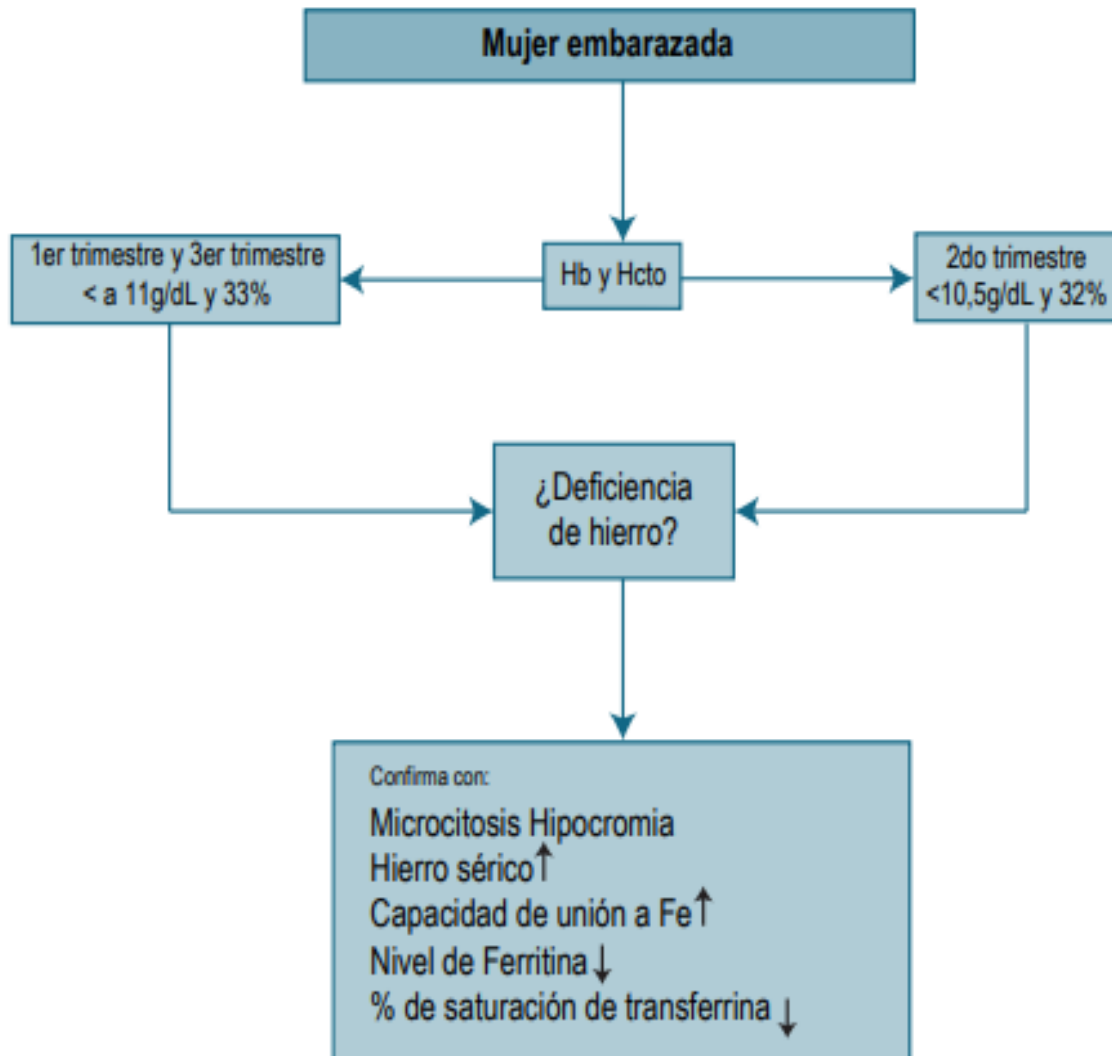 Mujer embarazada
1er trimestre y 3er trimestre
< a 11g/dL y 33%
Hb y Hcto
2do trimestre
<10,5g/dL y 32%
¿Deficiencia
de hierro?
Confirma con:
Microcitosis Hipocromia
Hierro sérico↑
Capacidad de unión a Fe↑
Nivel de Ferritina↓
% de saturación de transferrina ↓